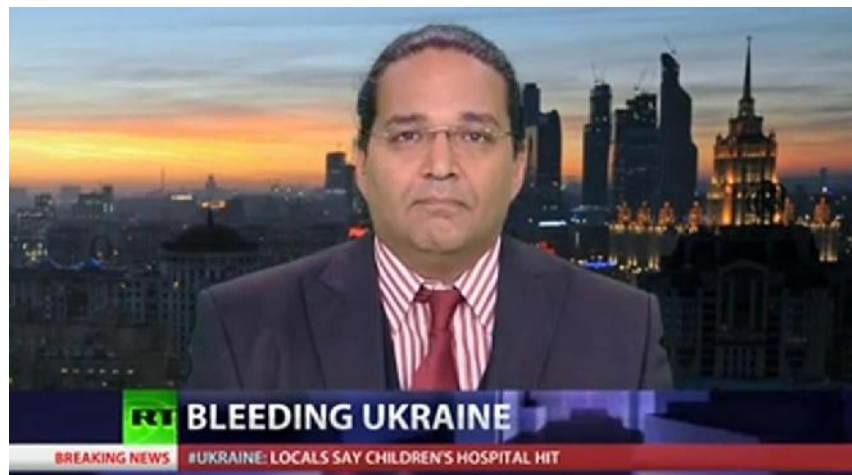 RT BLEEDING UKRAINE
BREAKING NEWS #UKRAINE: LOCALS SAY CHILDREN'S HOSPITAL HIT